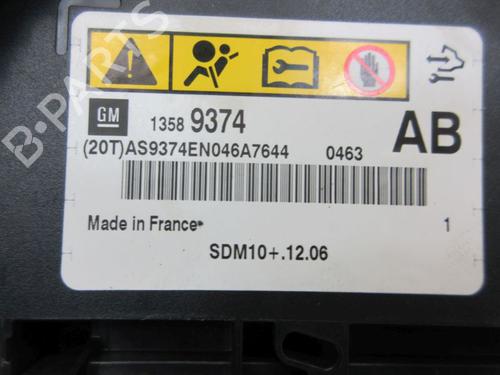 B-PARTS
GM 1358 9374 AB
(20T)AS9374EN046A7644 0463
Made in France 1
SDM10+.12.06